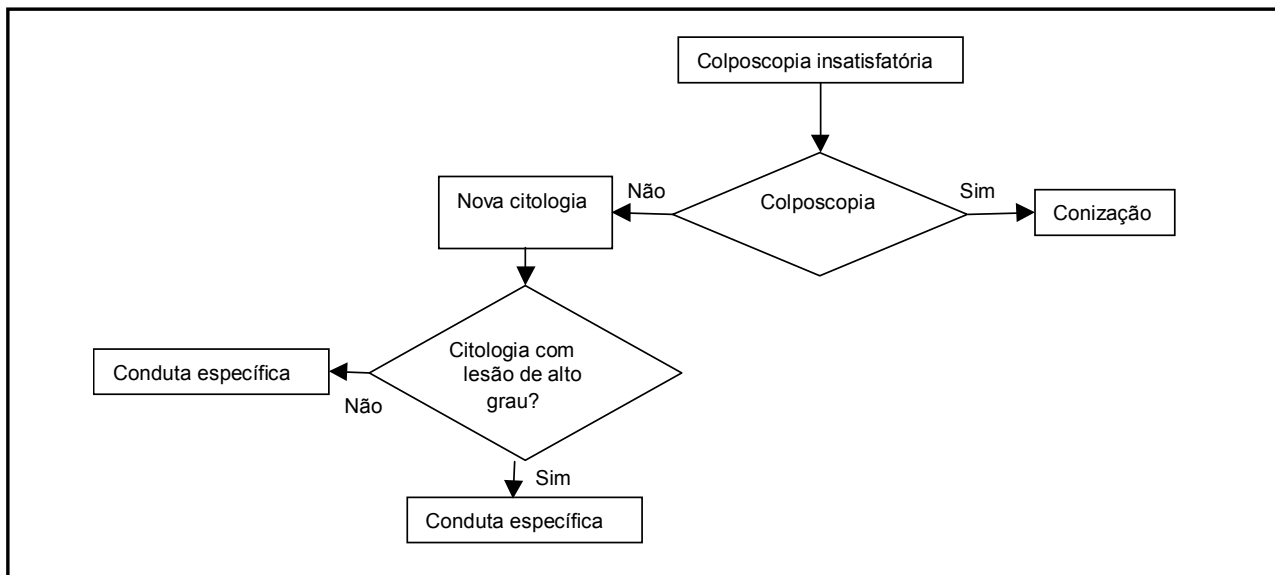 Colposcopia insatisfatória
Não
Sim
Nova citologia
Colposcopia
Conização
Citologia com
lesão de alto
grau?
Conduta específica
Não
Sim
Conduta específica